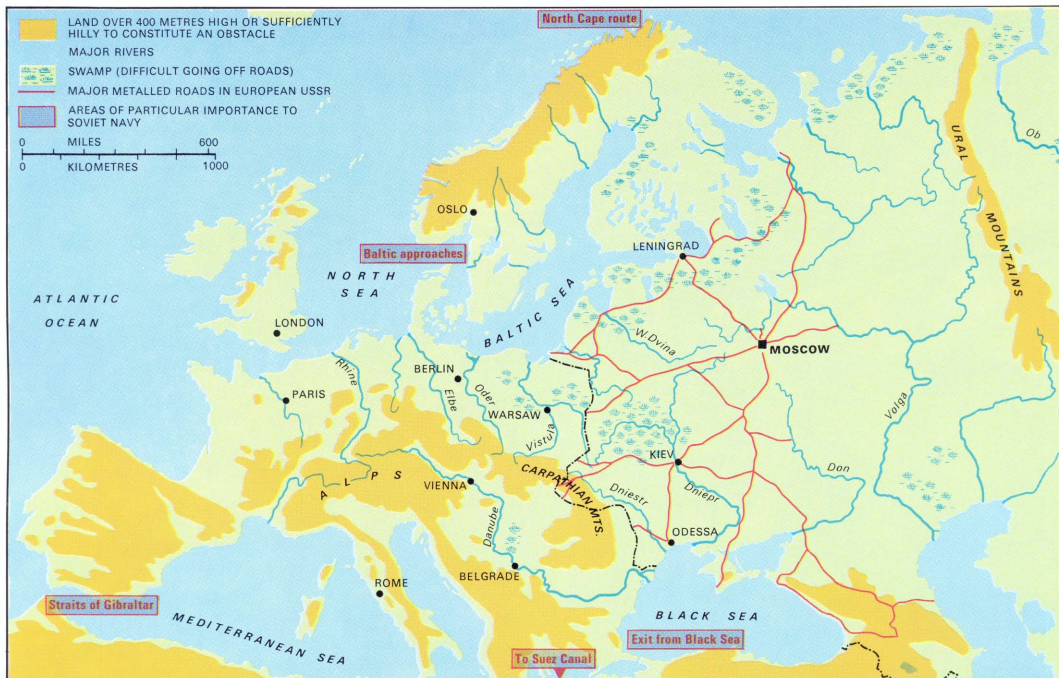 LAND OVER 400 METRES HIGH OR SUFFICIENTLY
HILLY TO CONSTITUTE AN OBSTACLE
MAJOR RIVERS
SWAMP (DIFFICULT GOING OFF ROADS)
MAJOR METALLED ROADS IN EUROPEAN USSR
AREAS OF PARTICULAR IMPORTANCE TO
SOVIET NAVY
0 MILES 600
0 KILOMETRES 1000
North Cape route
Ob
URAL
MOUNTAINS
OSLO
Baltic approaches
LENINGRAD
NORTH
SEA
ATLANTIC
OCEAN
BALTIC SEA
LONDON
W.Dvina
MOSCOW
Rhine
BERLIN
Elbe
Oder
PARIS
WARSAW
Vistula
Volga
KIEV
Don
ALPS
VIENNA
CARPATHIAN MTS.
Dniestr
Dniepr
Danube
ODESSA
BELGRADE
ROME
Straits of Gibraltar
MEDITERRANEAN SEA
BLACK SEA
Exit from Black Sea
To Suez Canal